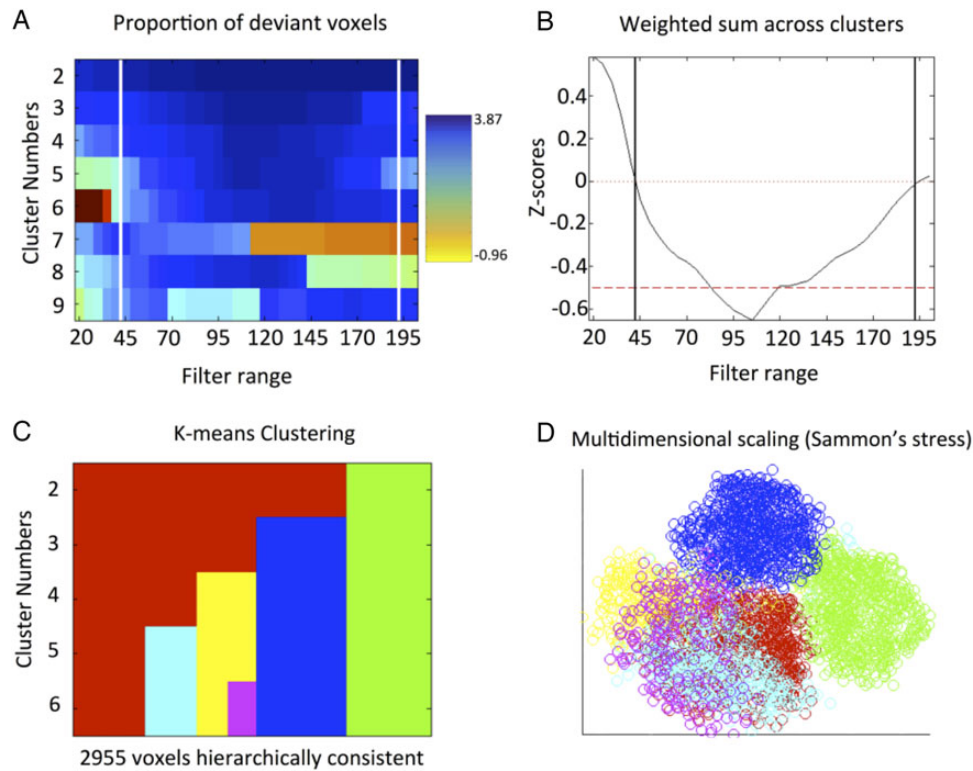 A
Proportion of deviant voxels
Cluster Numbers
2
3
4
5
6
7
8
9
20 45 70 95 120 145 170 195
Filter range
3.87
-0.96
B
Weighted sum across clusters
Z-scores
0.4
0.2
0
-0.2
-0.4
-0.6
20 45 70 95 120 145 170 195
Filter range
C
K-means Clustering
Cluster Numbers
2
3
4
5
6
2955 voxels hierarchically consistent
D
Multidimensional scaling (Sammon's stress)